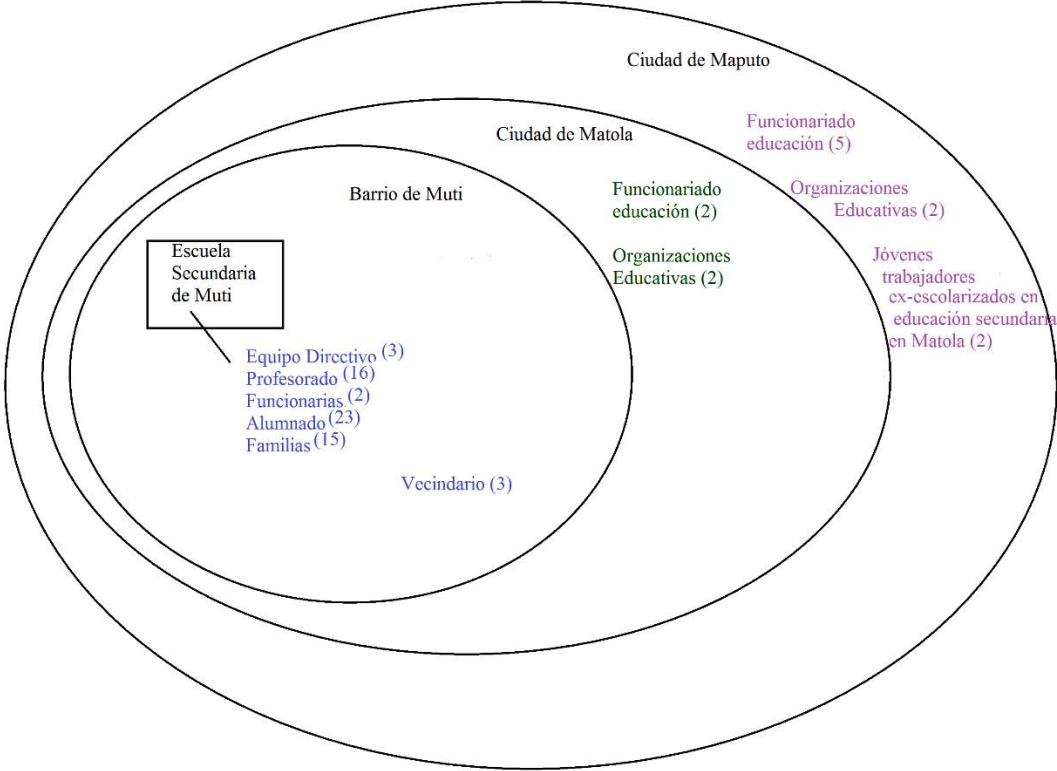 Ciudad de Maputo
Funcionariado
educación (5)
Ciudad de Matola
Organizaciones
Educativas (2)
Barrio de Muti
Funcionariado
educación (2)
Organizaciones
Educativas (2)
Jóvenes
trabajadores
ex-escolarizados en
educación secundaria
en Matola (2)
Escuela
Secundaria
de Muti
Equipo Directivo (3)
Profesorado (16)
Funcionarias (2)
Alumnado (23)
Familias (15)
Vecindario (3)